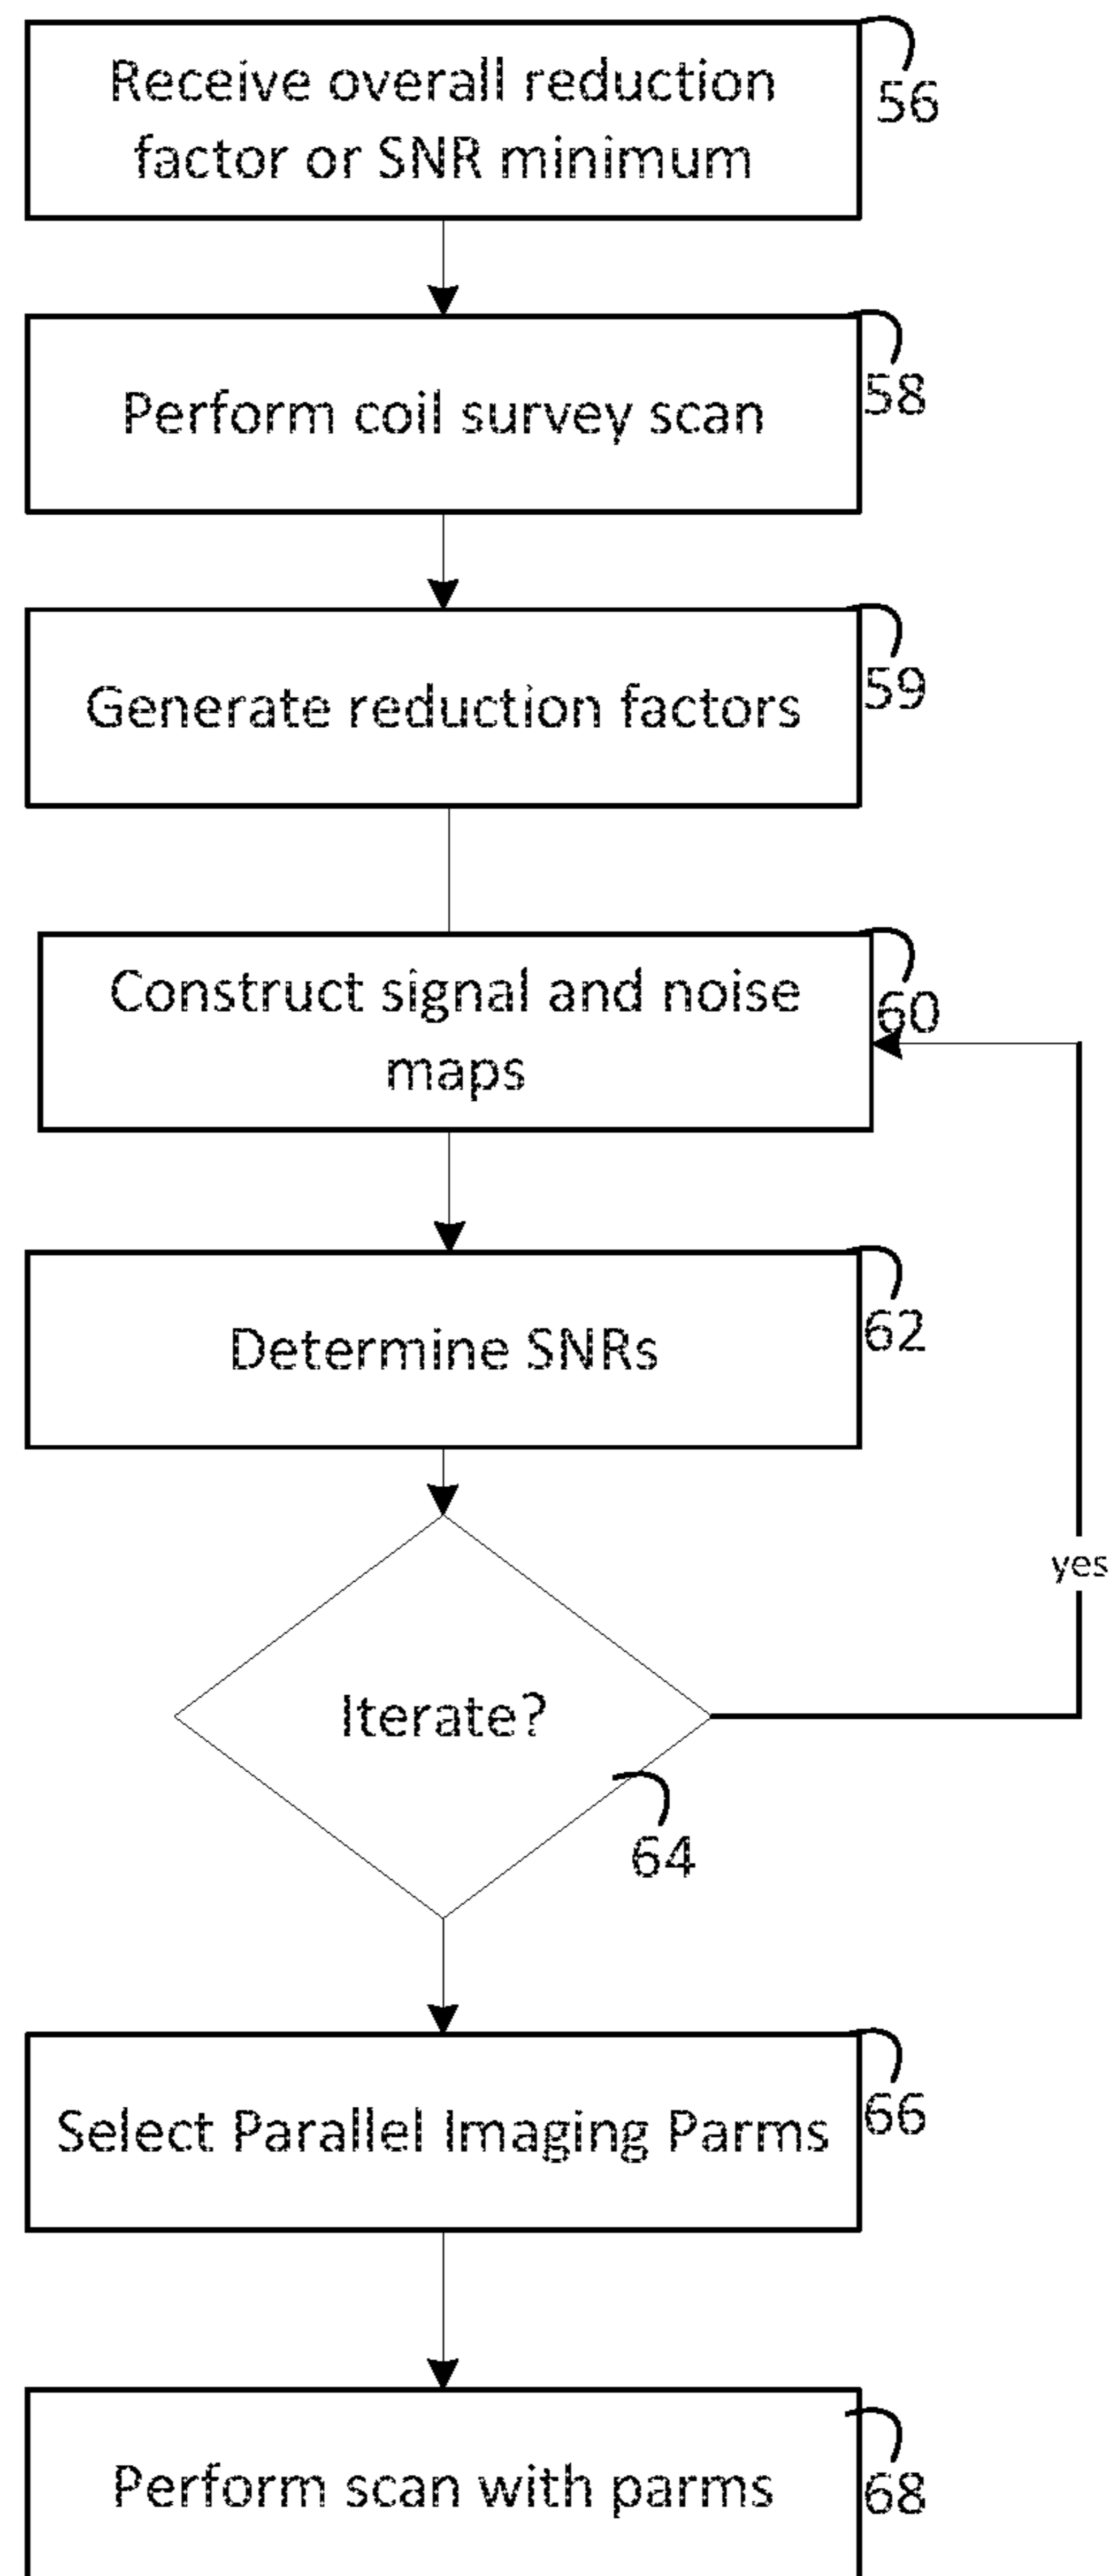 Receive overall reduction
factor or SNR minimum
56
Perform coil survey scan
58
Generate reduction factors
59
Construct signal and noise
maps
60
Determine SNRs
62
yes
Iterate?
64
Select Parallel Imaging Parms
66
Perform scan with parms
68